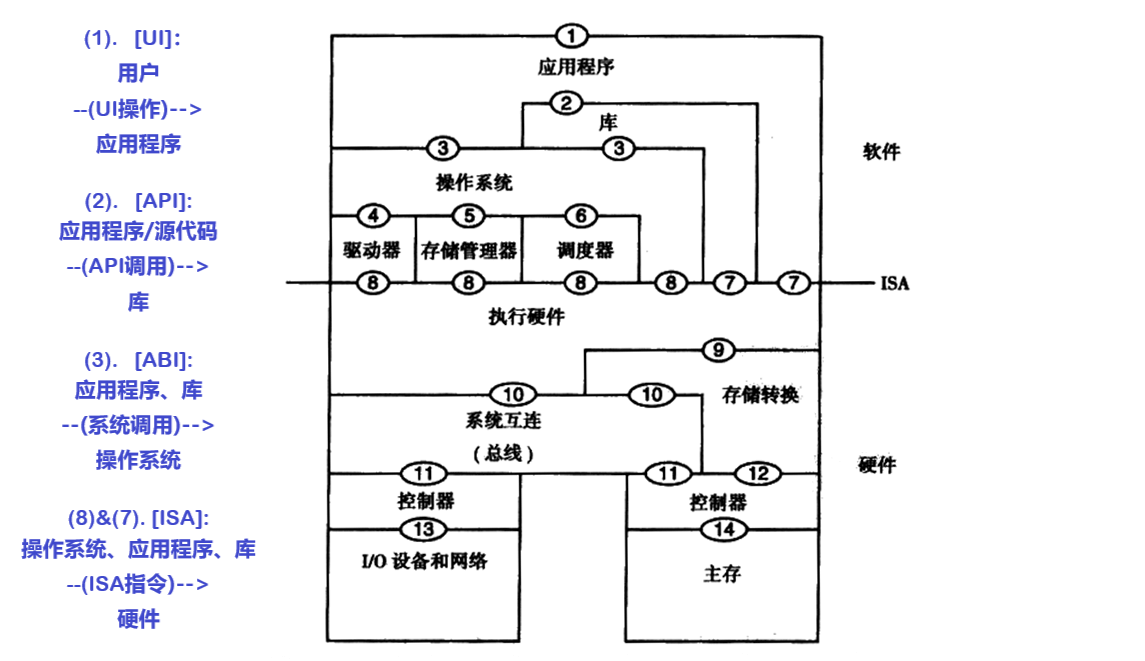 (1).   [UI]:
用户
--(UI操作)-->
应用程序
(2).   [API]:
应用程序/源代码
--(API调用)-->
库
(3).   [ABI]:
应用程序、库
--(系统调用)-->
操作系统
(8)&(7). [ISA]:
操作系统、应用程序、库
--(ISA指令)-->
硬件
1
应用程序
2
库
3 3
软件
操作系统
4 5 6
驱动器 存储管理器 调度器
8 8 8 8 7 7 ISA
执行硬件
9
10 10 存储转换
系统互连
(总线)
硬件
11 11 12
控制器 控制器
13 14
I/O 设备和网络 主存